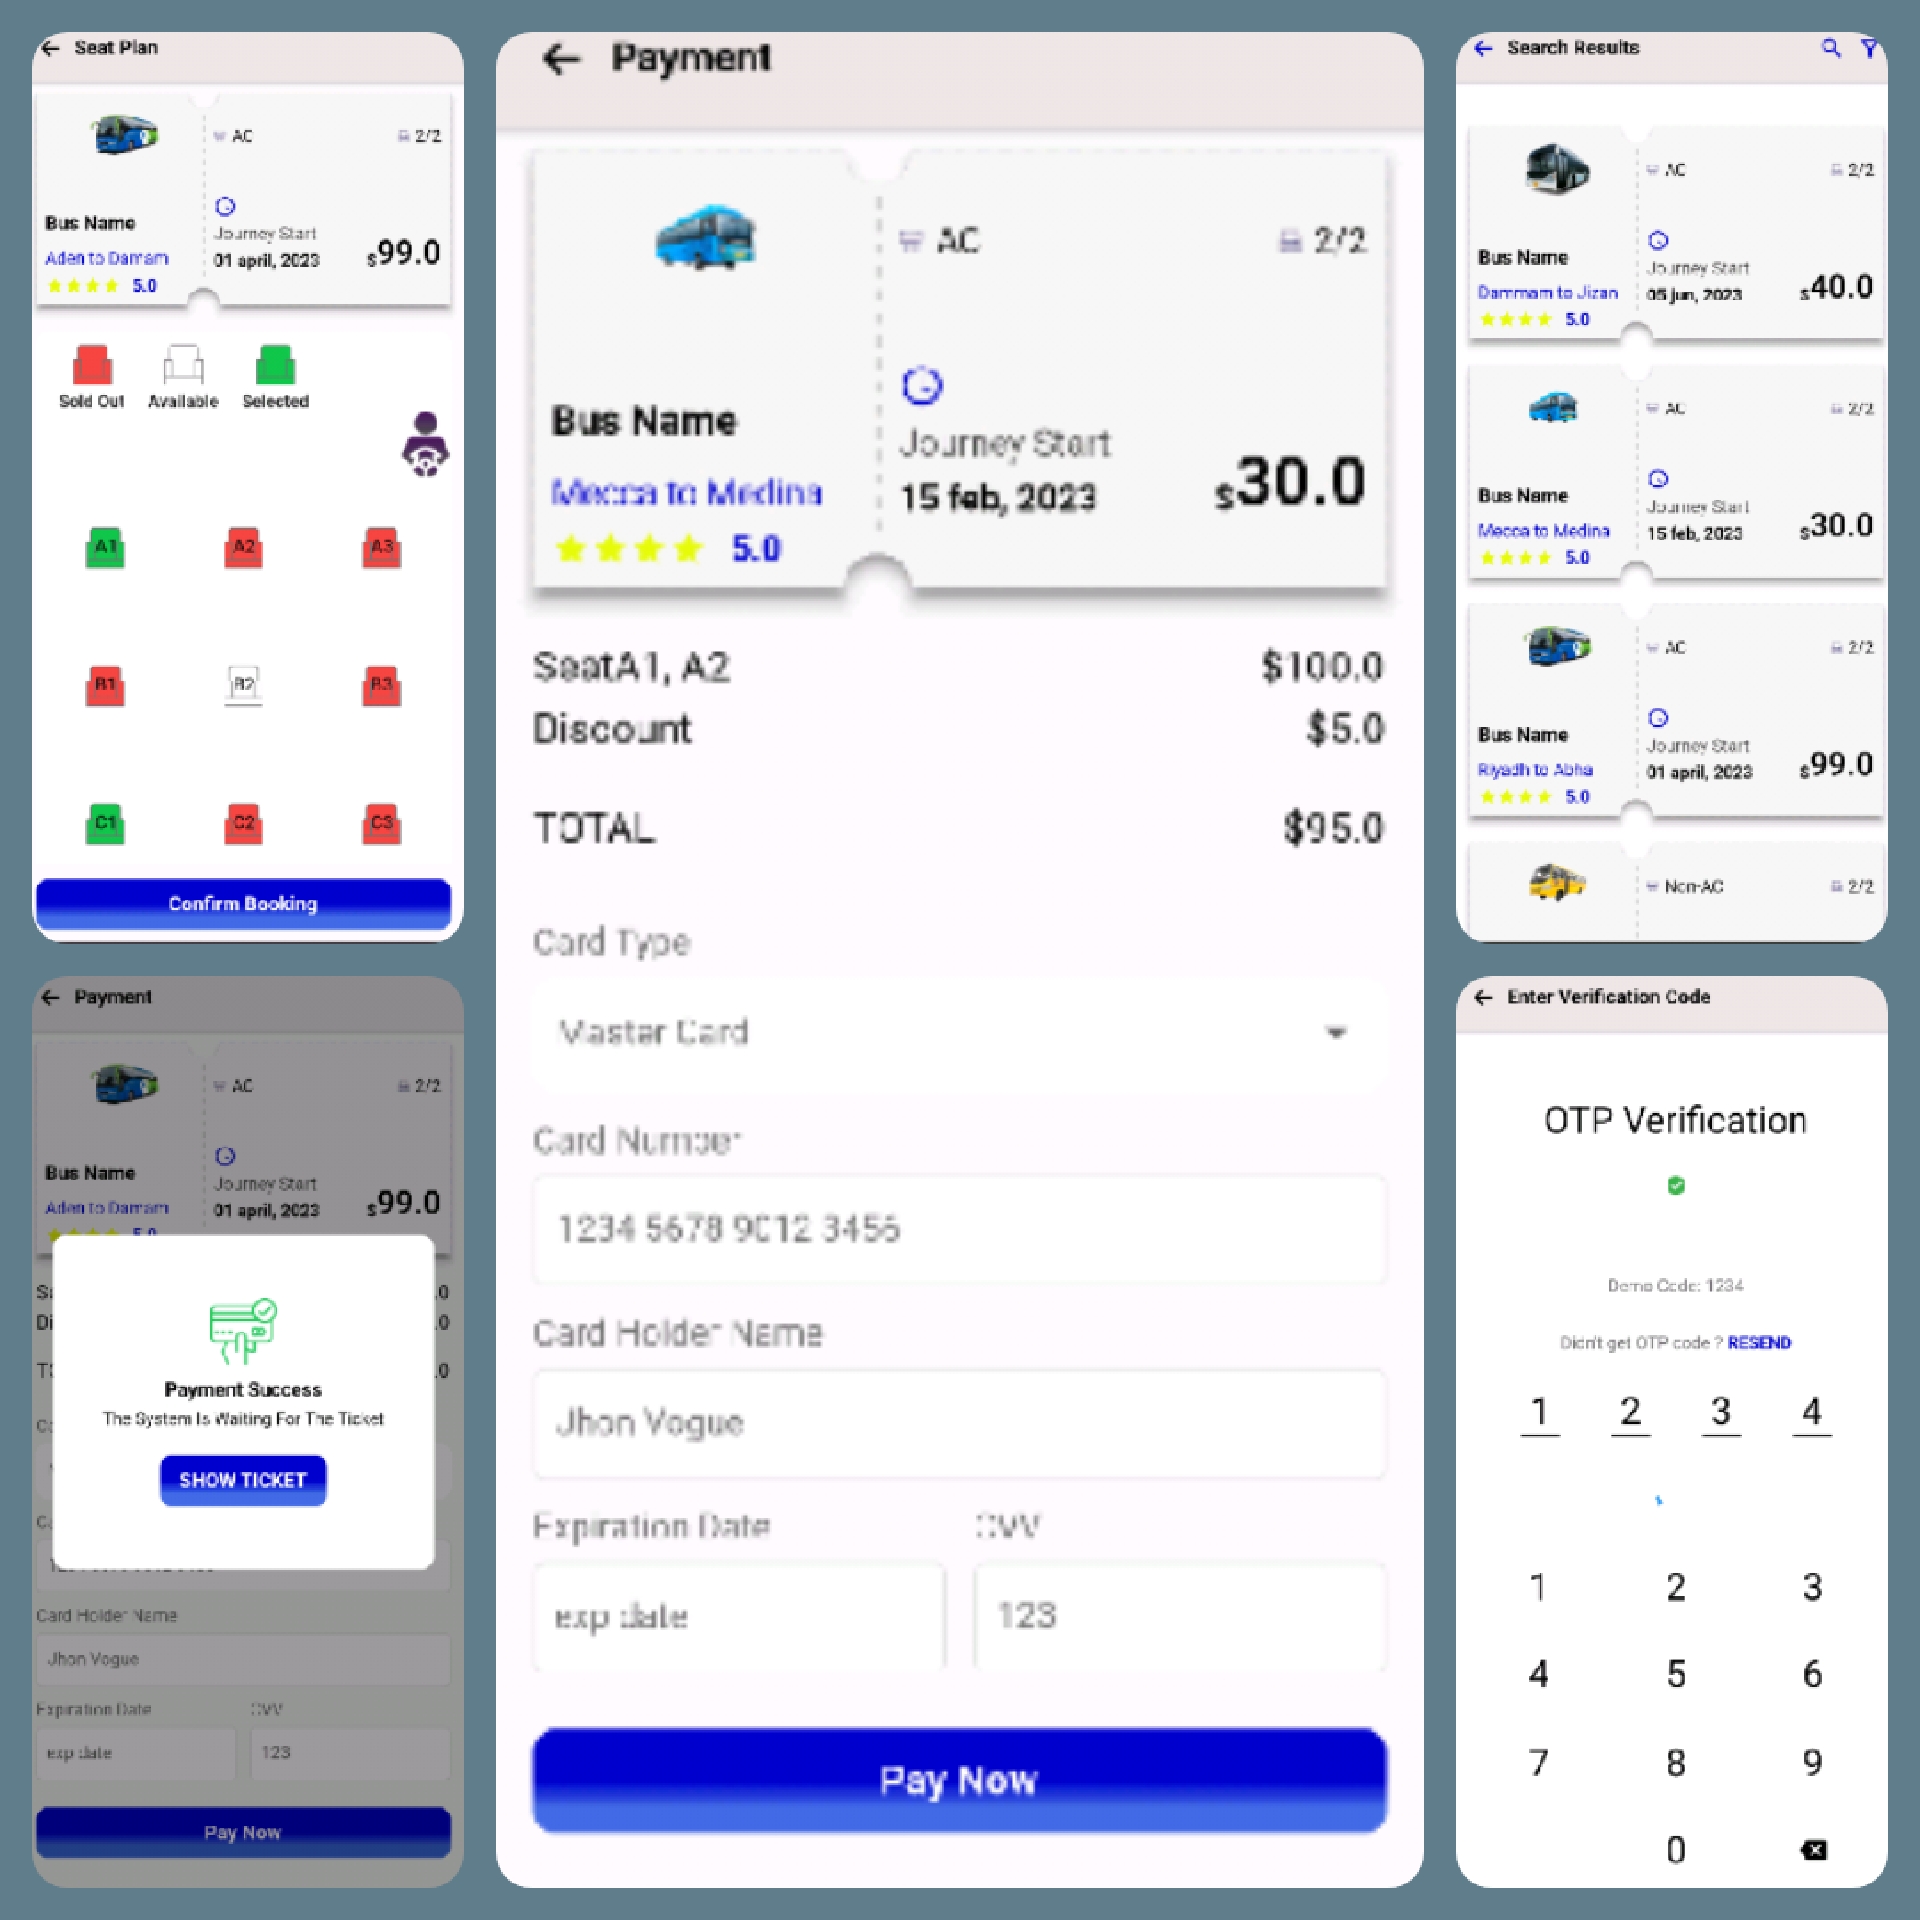 Seat Plan
AC
2/2
Bus Name
Journey Start
Aden to Damam
01 april, 2023
$99.0
5.0
Sold Out
Available
Selected
A1
A2
A3
B1
B2
B3
C1
C2
C3
Confirm Booking
Payment
AC
2/2
Bus Name
Journey Start
Aden to Damam
01 april, 2023
$99.0
Payment Success
The System Is Waiting For The Ticket
SHOW TICKET
Card Holder Name
Jhon Vogue
Expiration Date
CVV
exp date
123
Pay Now
Payment
AC
2/2
Bus Name
Journey Start
Mecca to Medina
15 feb, 2023
$30.0
5.0
SeatA1, A2
$100.0
Discount
$5.0
TOTAL
$95.0
Card Type
Master Card
Card Number
1234 5678 9012 3456
Card Holder Name
Jhon Vogue
Expiration Date
CVV
exp date
123
Pay Now
Search Results
AC
2/2
Bus Name
Journey Start
Dammam to Jizan
05 jun, 2023
$40.0
5.0
AC
2/2
Bus Name
Journey Start
Mecca to Medina
15 feb, 2023
$30.0
5.0
AC
2/2
Bus Name
Journey Start
Riyadh to Abha
01 april, 2023
$99.0
5.0
Non-AC
2/2
Enter Verification Code
OTP Verification
Demo Code: 1234
Didn't get OTP code ? RESEND
1 2 3 4
1 2 3
4 5 6
7 8 9
0